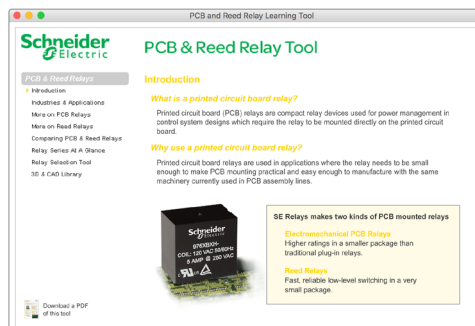 PCB and Reed Relay Learning Tool
Schneider
Electric
PCB & Reed Relay Tool
PCB & Reed Relays
Introduction
Industries & Applications
More on PCB Relays
More on Reed Relays
Comparing PCB & Reed Relays
Relay Series At A Glance
Relay Selection Tool
3D & CAD Library
Download a PDF
of this tool
Introduction
What is a printed circuit board relay?
Printed circuit board (PCB) relays are compact relay devices used for power management in
control system designs which require the relay to be mounted directly on the printed circuit
board.
Why use a printed circuit board relay?
Printed circuit board relays are used in applications where the relay needs to be small
enough to make PCB mounting practical and easy enough to manufacture with the same
machinery currently used in PCB assembly lines.
Schneider
Electric
976XBXH-
COIL: 120 VAC 50/60Hz
5 AMP @ 250 VAC
SE Relays makes two kinds of PCB mounted relays
Electromechanical PCB Relays
Higher ratings in a smaller package than
traditional plug-in relays.
Reed Relays
Fast, reliable low-level switching in a very
small package.